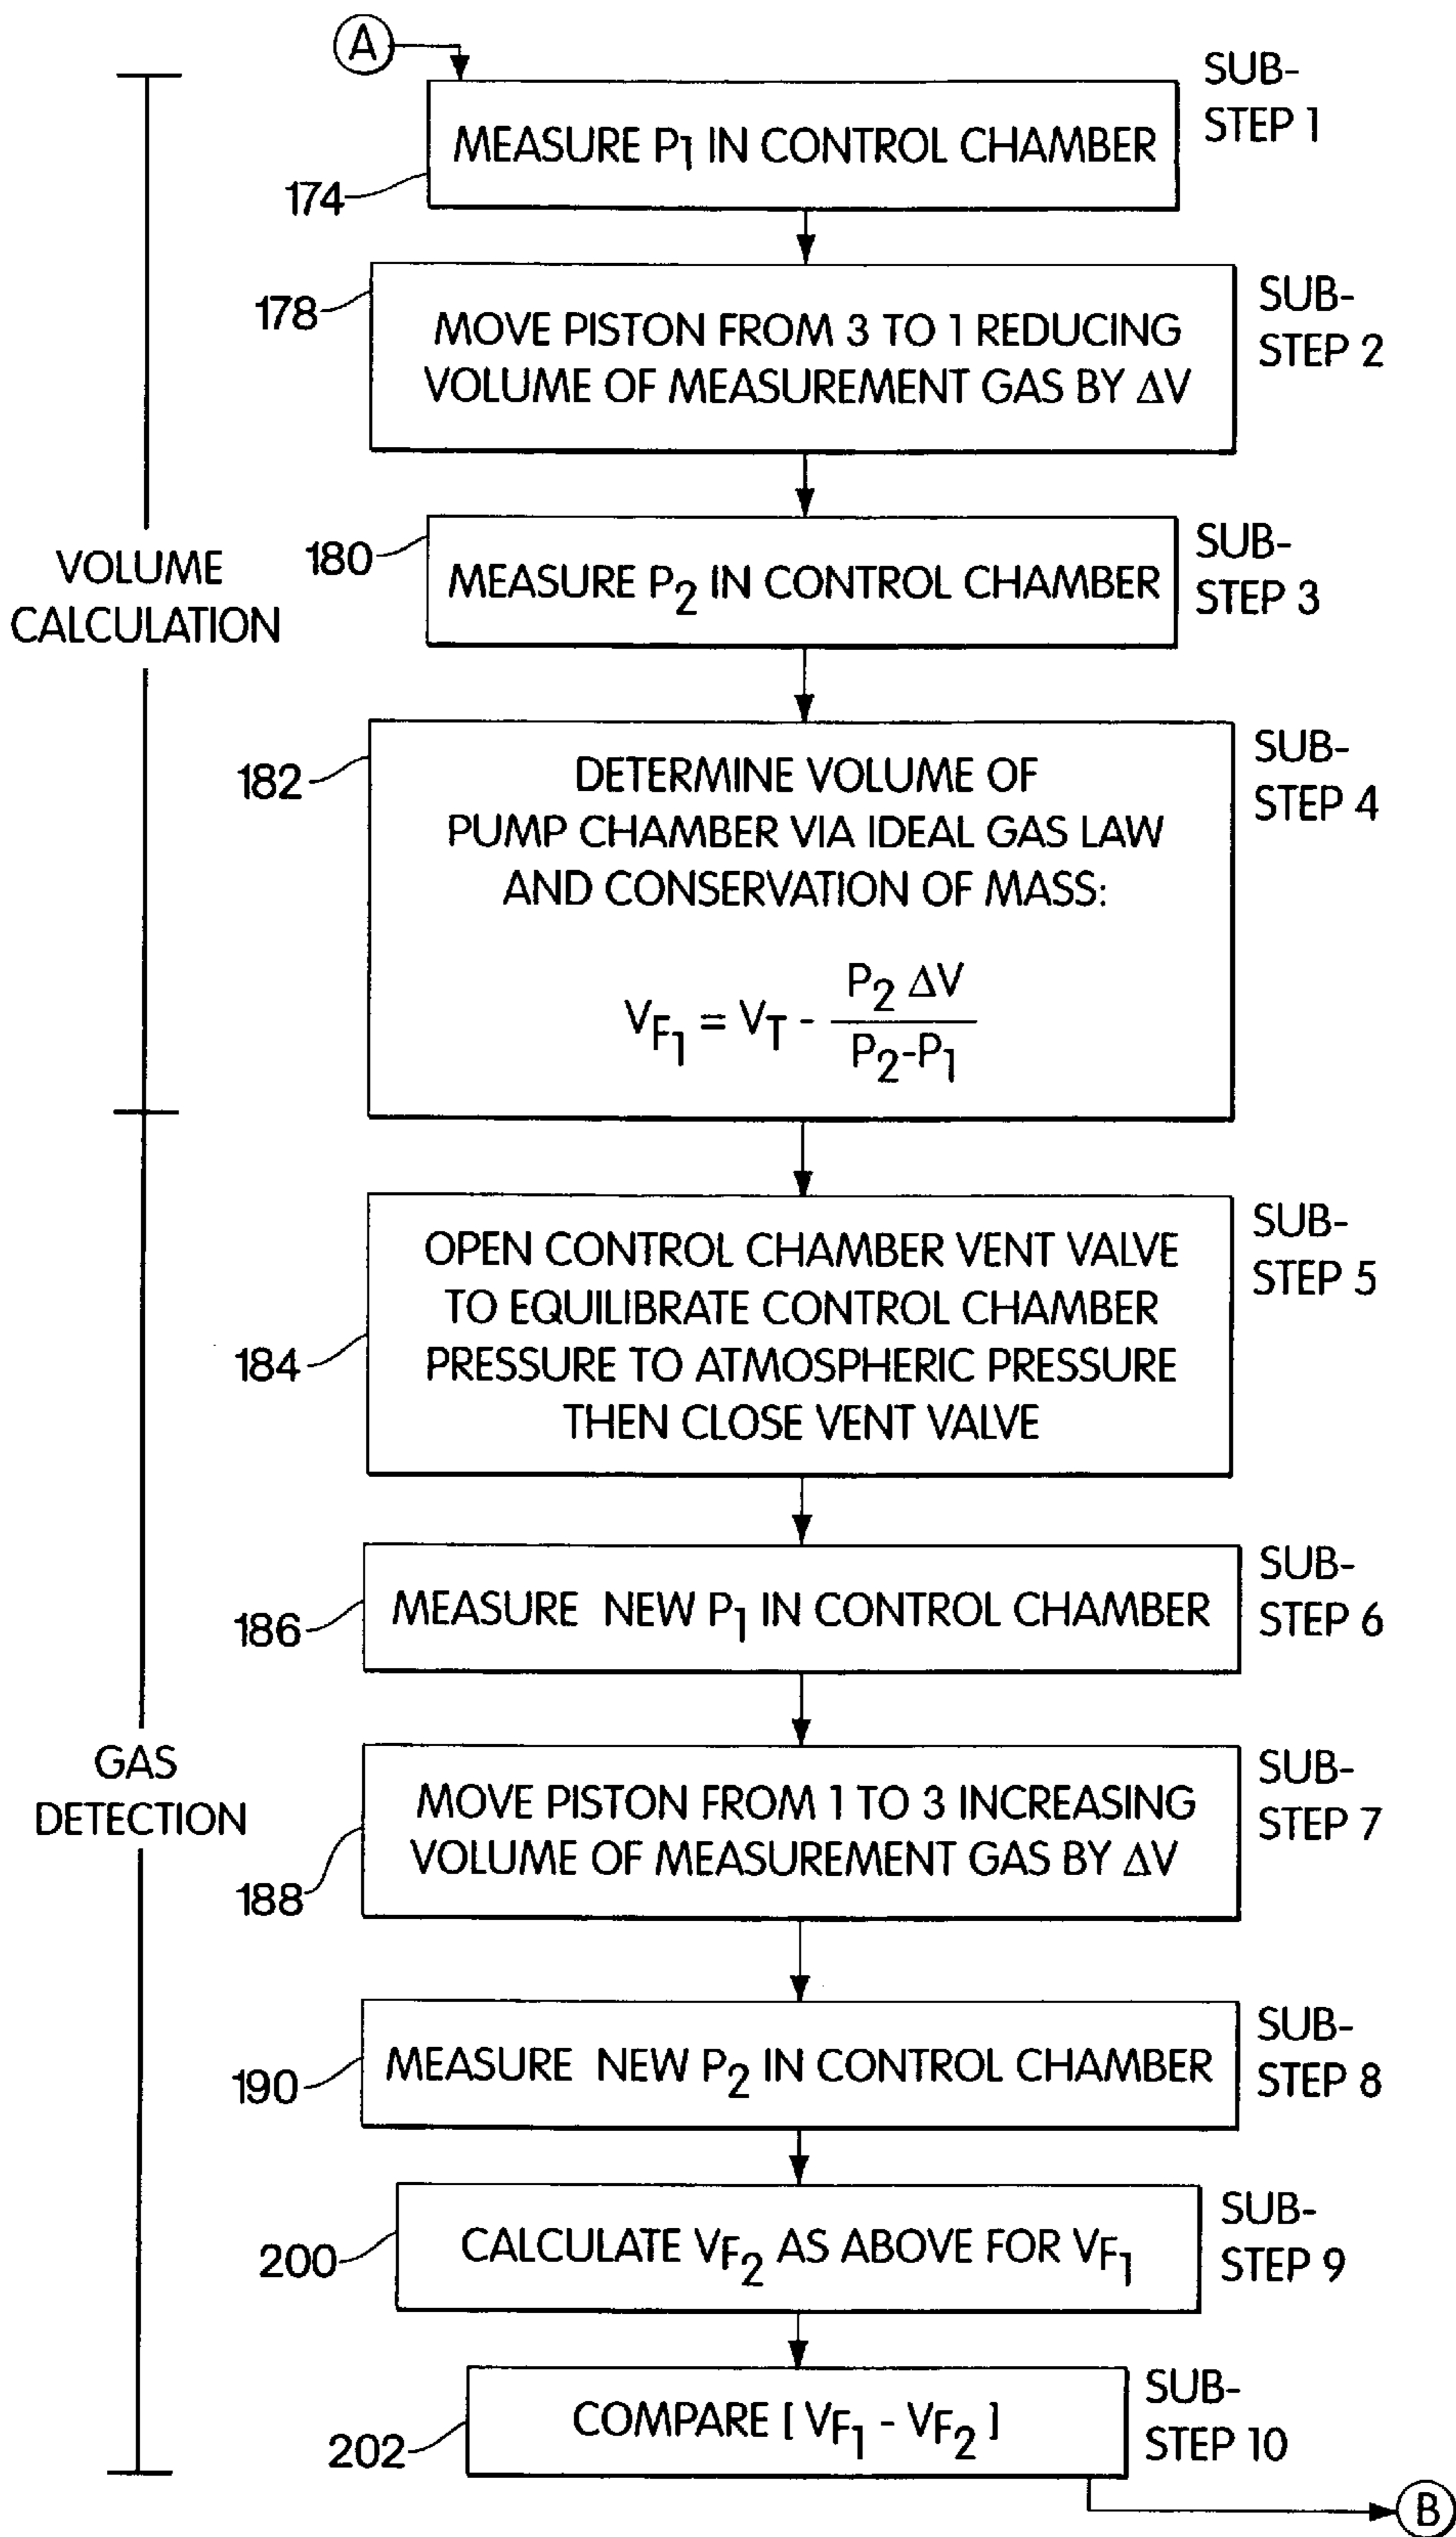 A
SUB-
STEP 1
MEASURE P1 IN CONTROL CHAMBER
174
SUB-
STEP 2
178
MOVE PISTON FROM 3 TO 1 REDUCING
VOLUME OF MEASUREMENT GAS BY ΔV
SUB-
STEP 3
180
MEASURE P2 IN CONTROL CHAMBER
VOLUME
CALCULATION
SUB-
STEP 4
182
DETERMINE VOLUME OF
PUMP CHAMBER VIA IDEAL GAS LAW
AND CONSERVATION OF MASS:
VF1 = VT - P2 ΔV / P2-P1
SUB-
STEP 5
184
OPEN CONTROL CHAMBER VENT VALVE
TO EQUILIBRATE CONTROL CHAMBER
PRESSURE TO ATMOSPHERIC PRESSURE
THEN CLOSE VENT VALVE
SUB-
STEP 6
186
MEASURE NEW P1 IN CONTROL CHAMBER
GAS
DETECTION
SUB-
STEP 7
188
MOVE PISTON FROM 1 TO 3 INCREASING
VOLUME OF MEASUREMENT GAS BY ΔV
SUB-
STEP 8
190
MEASURE NEW P2 IN CONTROL CHAMBER
SUB-
STEP 9
200
CALCULATE VF2 AS ABOVE FOR VF1
SUB-
STEP 10
202
COMPARE [ VF1 - VF2 ]
B